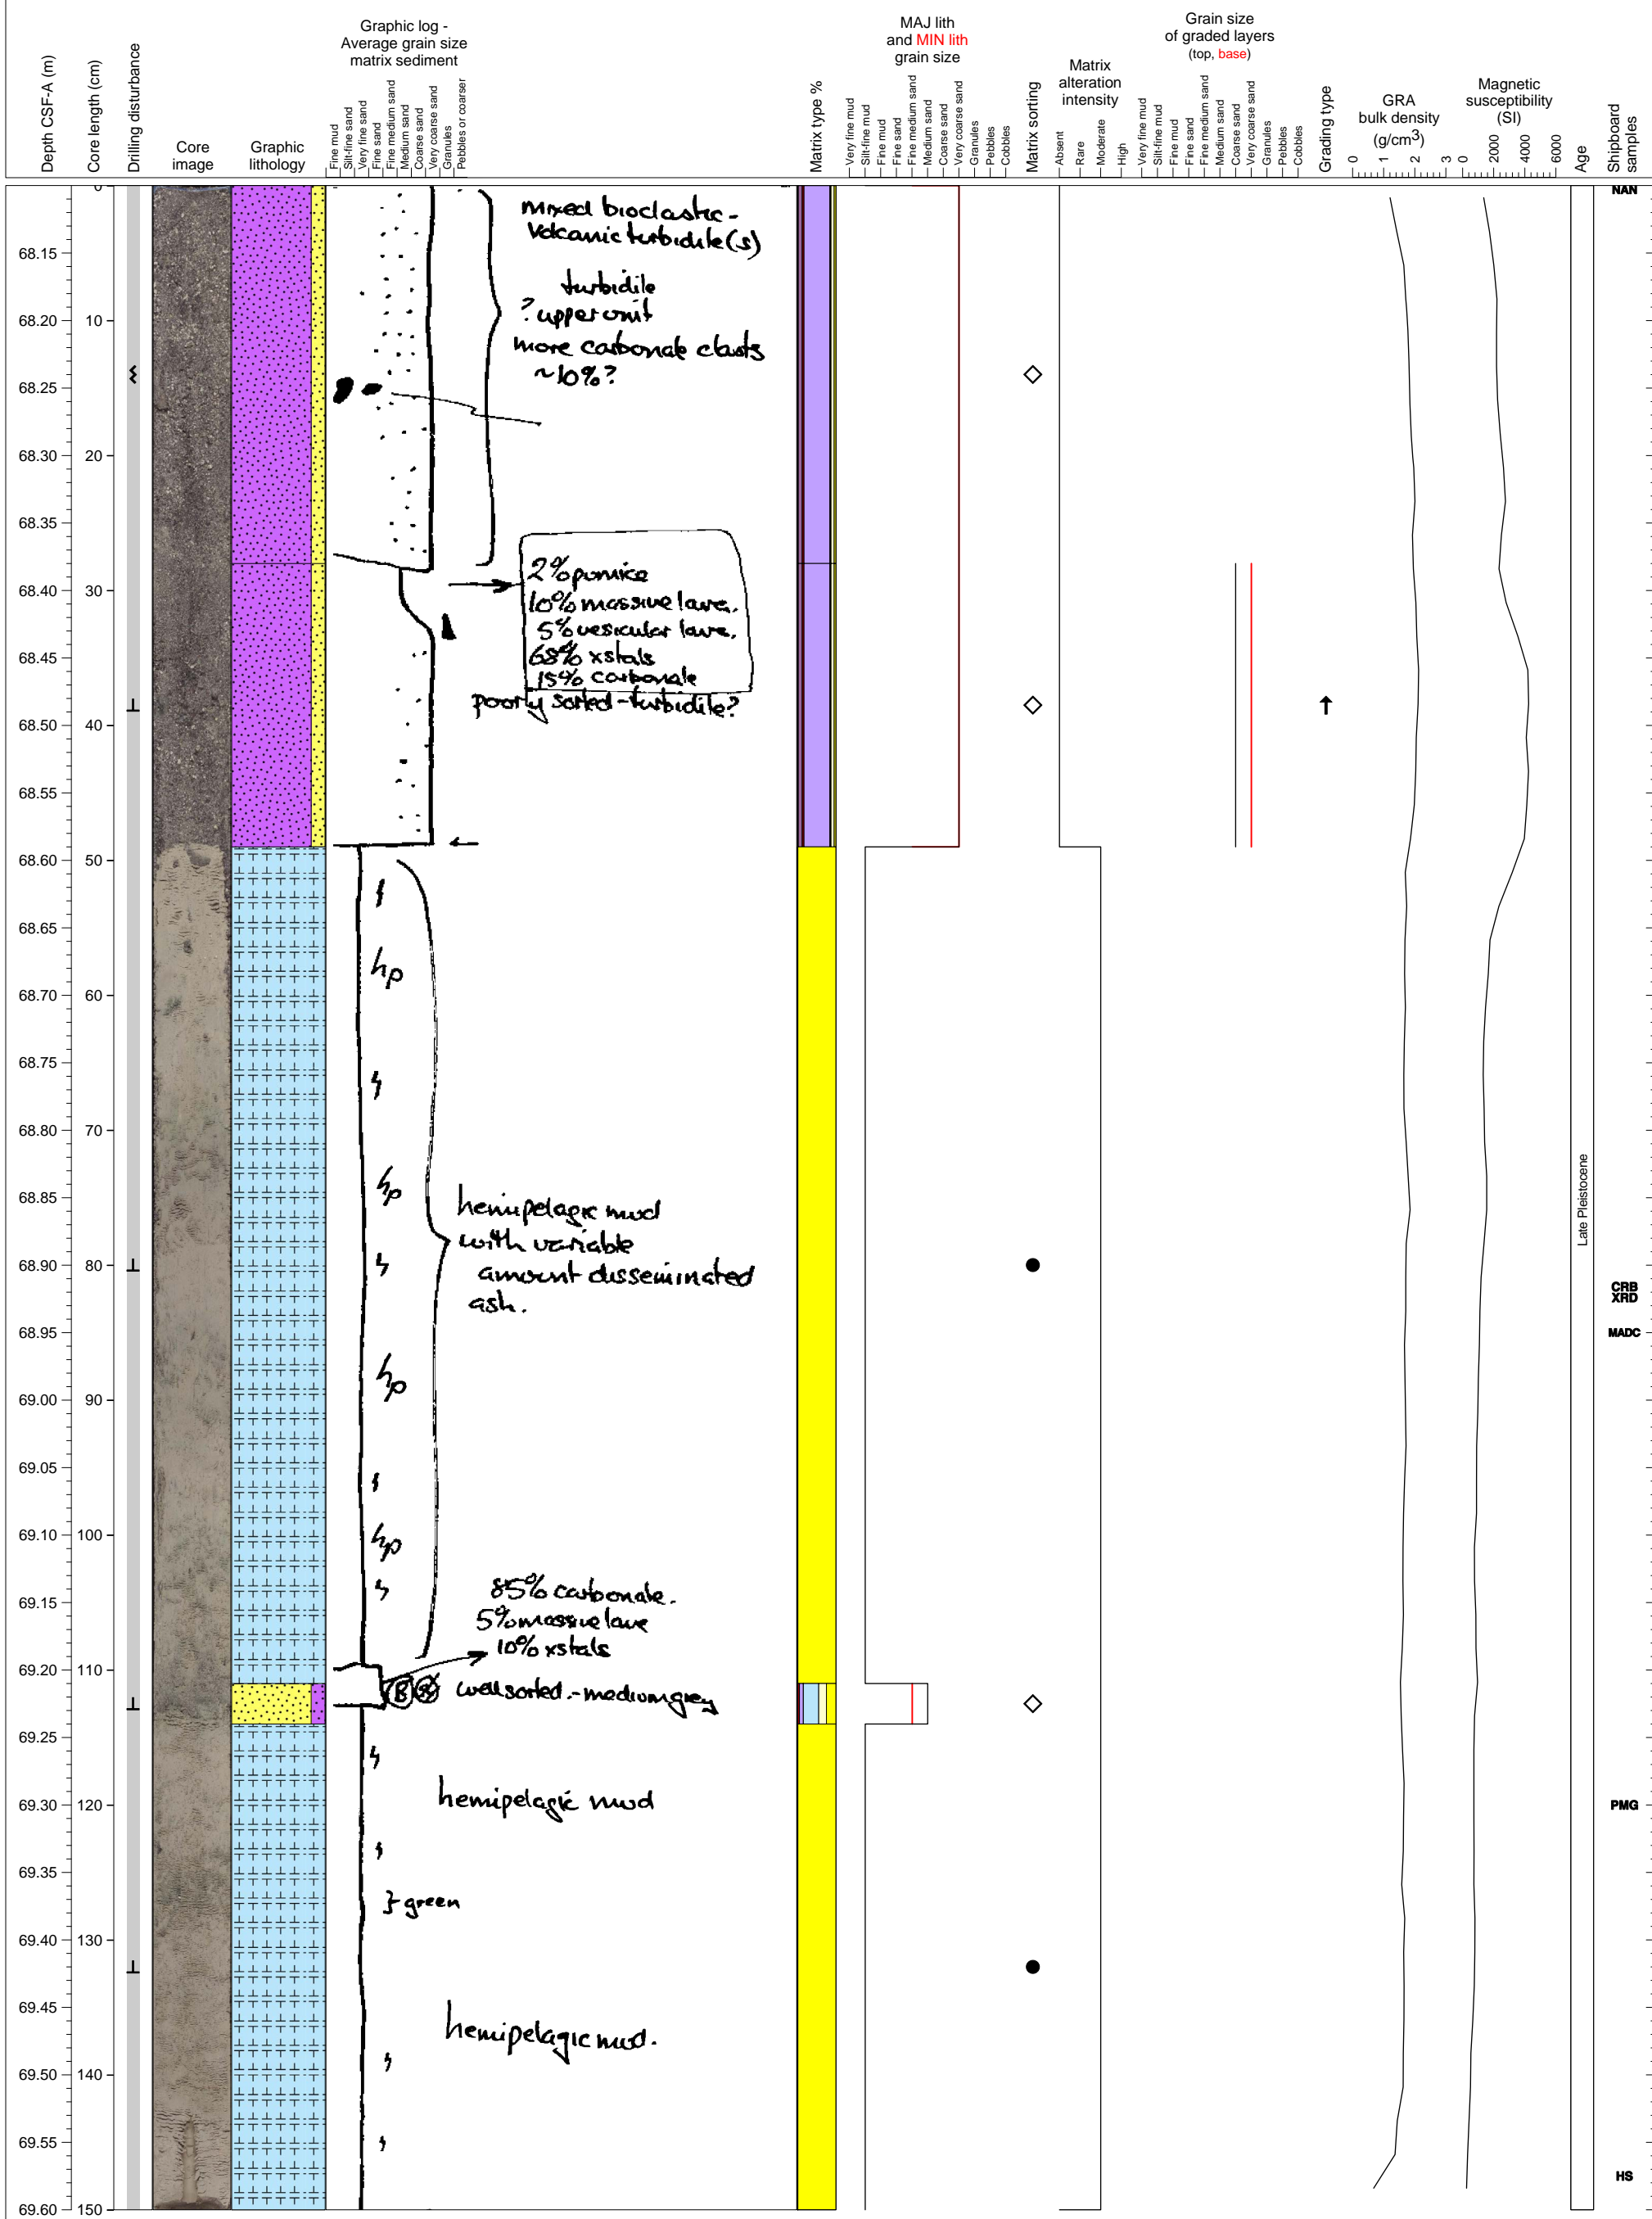 Depth CSF-A (m)
Core length (cm)
Drilling disturbance
Core
image
Graphic
lithology
Graphic log -
Average grain size
matrix sediment
Fine mud
Silt-fine sand
Very fine sand
Fine sand
Fine medium sand
Medium sand
Coarse sand
Very coarse sand
Granules
Pebbles or coarser
Matrix type %
MAJ lith
and MIN lith
grain size
Very fine mud
Silt-fine mud
Fine mud
Fine sand
Fine medium sand
Medium sand
Coarse sand
Very coarse sand
Granules
Pebbles
Cobbles
Matrix sorting
Matrix
alteration
intensity
Absent
Rare
Moderate
High
Grain size
of graded layers
(top, base)
Very fine mud
Silt-fine mud
Fine mud
Fine sand
Fine medium sand
Medium sand
Coarse sand
Very coarse sand
Granules
Pebbles
Cobbles
Grading type
GRA
bulk density
(g/cm3)
0 1 2 3
Magnetic
susceptibility
(SI)
0 2000 4000 6000
Age
Shipboard
samples
0
68.15
68.20
68.25
68.30
68.35
68.40
68.45
68.50
68.55
68.60
68.65
68.70
68.75
68.80
68.85
68.90
68.95
69.00
69.05
69.10
69.15
69.20
69.25
69.30
69.35
69.40
69.45
69.50
69.55
69.60
10
20
30
40
50
60
70
80
90
100
110
120
130
140
150
mixed bioclastic-
volcanic turbidite(s)
turbidite
? upper unit
more carbonate clasts
~10%?
2% pumice
10% massive lava.
5% vesicular lava.
68% xstals
15% carbonate
poorly sorted-turbidite?
hp
hp
hemipelagic mud
with variable
amount disseminated
ash.
hp
hp
85% carbonate.
5% massive lava
10% xstals
B
well sorted.-medium grey
hemipelagic mud
} green
hemipelagic mud.
Late Pleistocene
NAN
CRB
XRD
MADC
PMG
HS